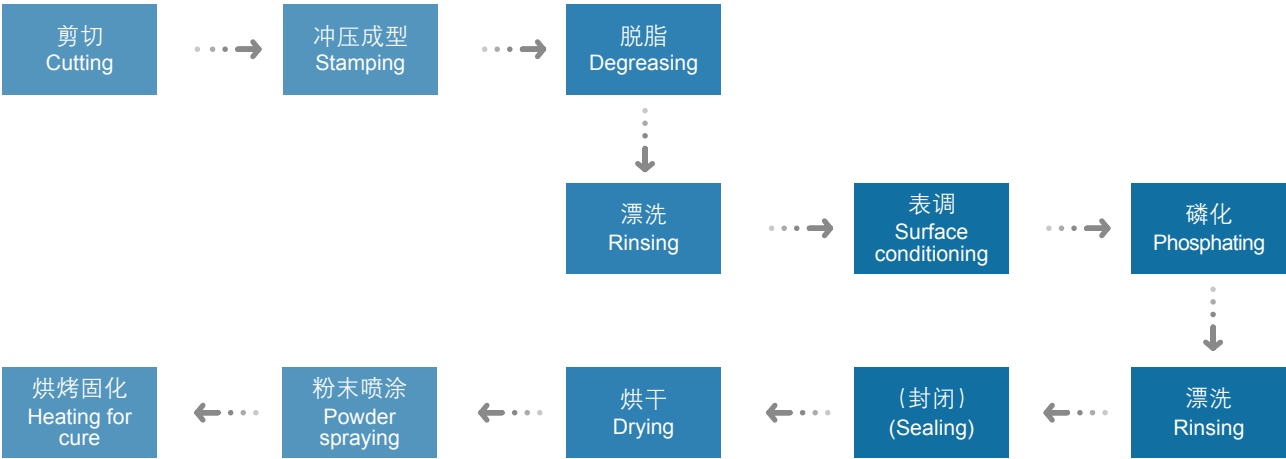 剪切
Cutting
冲压成型
Stamping
脱脂
Degreasing
漂洗
Rinsing
表调
Surface
conditioning
磷化
Phosphating
漂洗
Rinsing
(封闭)
(Sealing)
烘干
Drying
粉末喷涂
Powder
spraying
烘烤固化
Heating for
cure